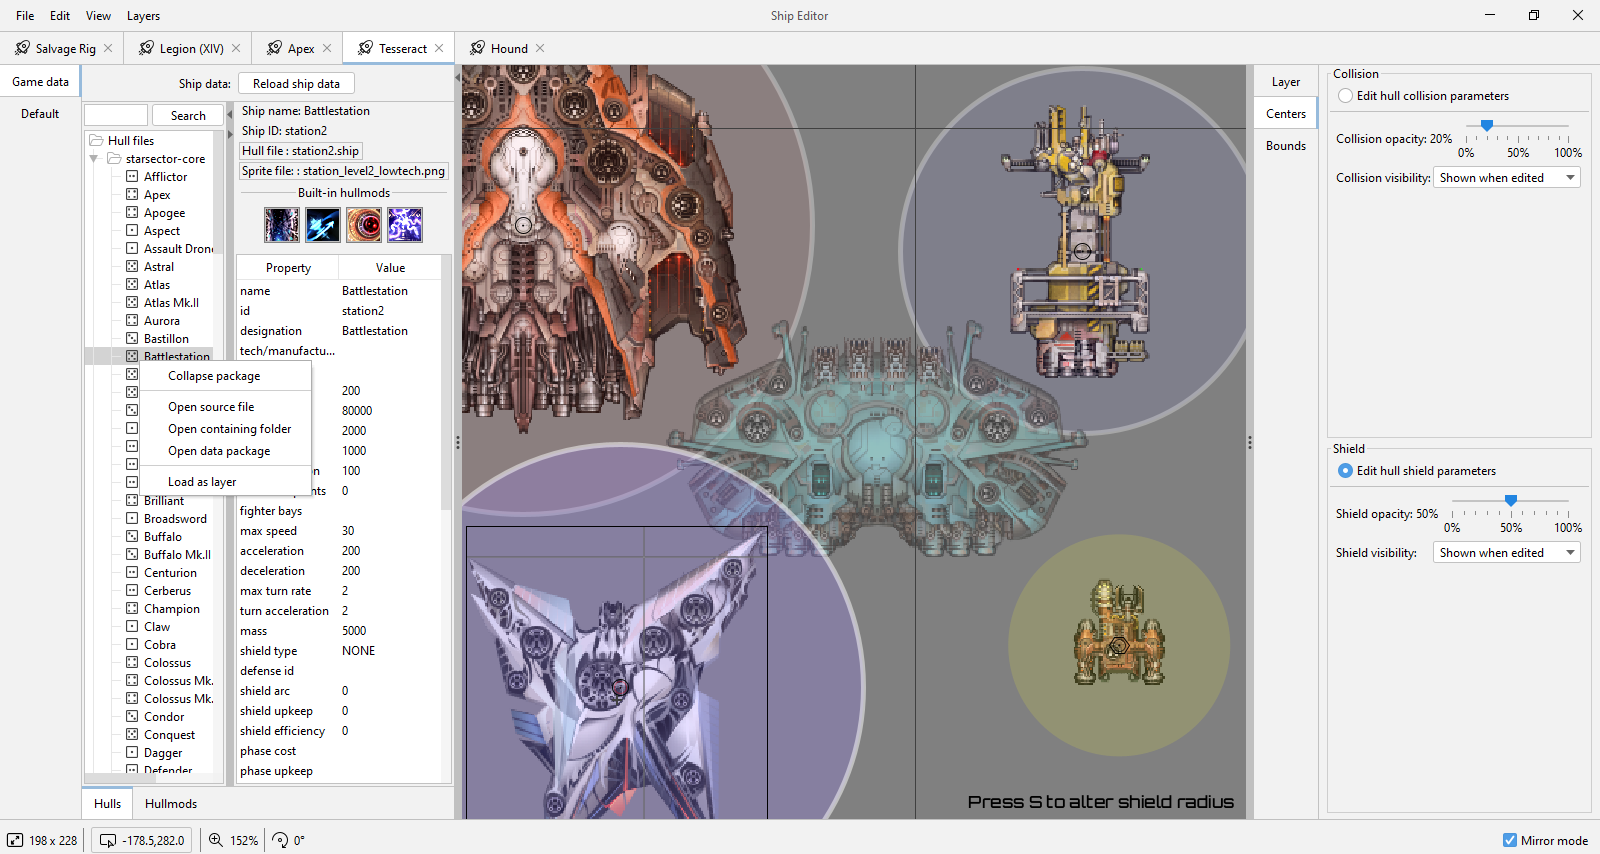 File Edit View Layers Ship Editor
Salvage Rig Legion (XIV) Apex Tesseract Hound
Game data
Default
Ship data: Reload ship data
Search
Hull files
starsector-core
Afflictor
Apex
Apogee
Aspect
Assault Dron
Astral
Atlas
Atlas Mk.II
Aurora
Bastillon
Battlestation
Collapse package
Open source file
Open containing folder
Open data package
Load as layer
Brilliant
Broadsword
Buffalo
Buffalo Mk.II
Centurion
Cerberus
Champion
Claw
Cobra
Colossus
Colossus Mk.
Colossus Mk.
Condor
Conquest
Dagger
Defender
Hulls Hullmods
Ship name: Battlestation
Ship ID: station2
Hull file : station2.ship
Sprite file: : station_level2_lowtech.png
Built-in hullmods
Property Value
name Battlestation
id station2
designation Battlestation
tech/manufactu...
200
80000
2000
1000
n 100
nts 0
fighter bays
max speed 30
acceleration 200
deceleration 200
max turn rate 2
turn acceleration 2
mass 5000
shield type NONE
defense id
shield arc 0
shield upkeep 0
shield efficiency 0
phase cost
phase upkeep
Press S to alter shield radius
Layer
Centers
Bounds
Collision
Edit hull collision parameters
Collision opacity: 20%
0% 50% 100%
Collision visibility: Shown when edited
Shield
Edit hull shield parameters
Shield opacity: 50%
0% 50% 100%
Shield visibility: Shown when edited
198 x 228 -178.5,282.0 152% 0° Mirror mode